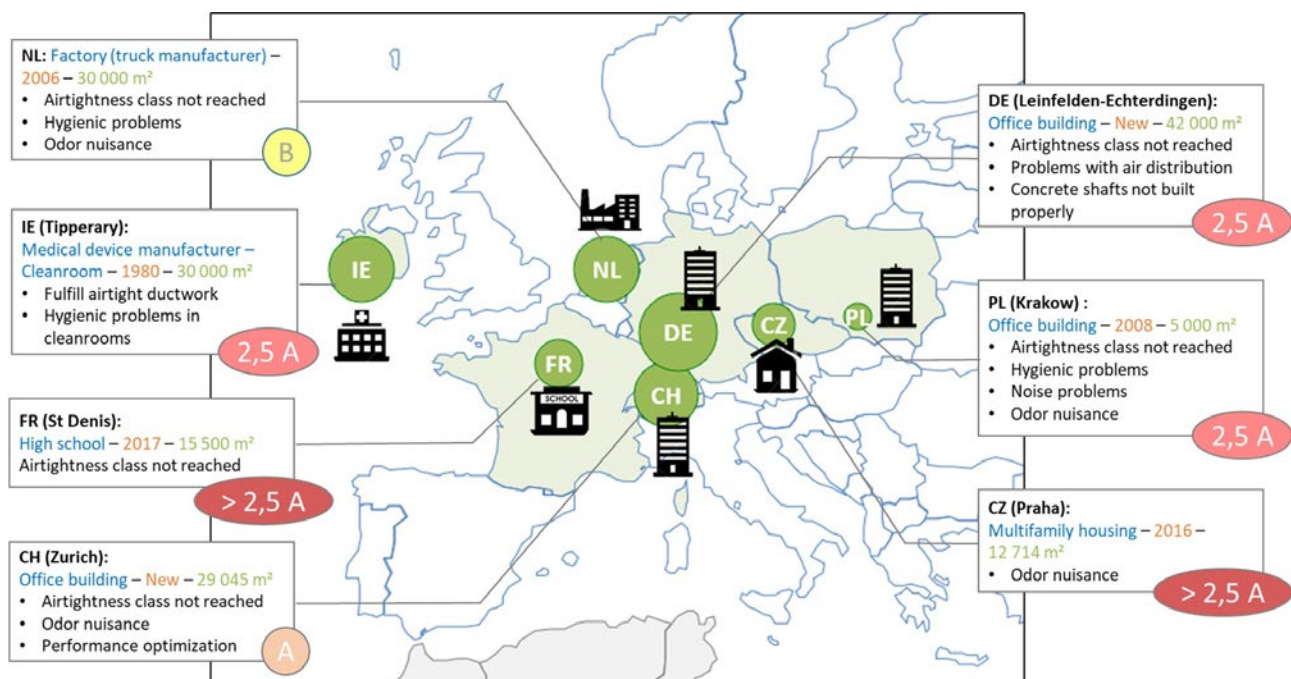 NL: Factory (truck manufacturer) –
2006 – 30 000 m²
• Airtightness class not reached
• Hygienic problems
• Odor nuisance
B
IE (Tipperary):
Medical device manufacturer –
Cleanroom – 1980 – 30 000 m²
• Fulfill airtight ductwork
• Hygienic problems in
cleanrooms
2,5 A
FR (St Denis):
High school – 2017 – 15 500 m²
Airtightness class not reached
> 2,5 A
CH (Zurich):
Office building – New – 29 045 m²
• Airtightness class not reached
• Odor nuisance
• Performance optimization
A
IE
NL
DE
CZ
PL
FR
SCHOOL
CH
DE (Leinfelden-Echterdingen):
Office building – New – 42 000 m²
• Airtightness class not reached
• Problems with air distribution
• Concrete shafts not built
properly
2,5 A
PL (Krakow) :
Office building – 2008 – 5 000 m²
• Airtightness class not reached
• Hygienic problems
• Noise problems
• Odor nuisance
2,5 A
CZ (Praha):
Multifamily housing – 2016 –
12 714 m²
• Odor nuisance
> 2,5 A